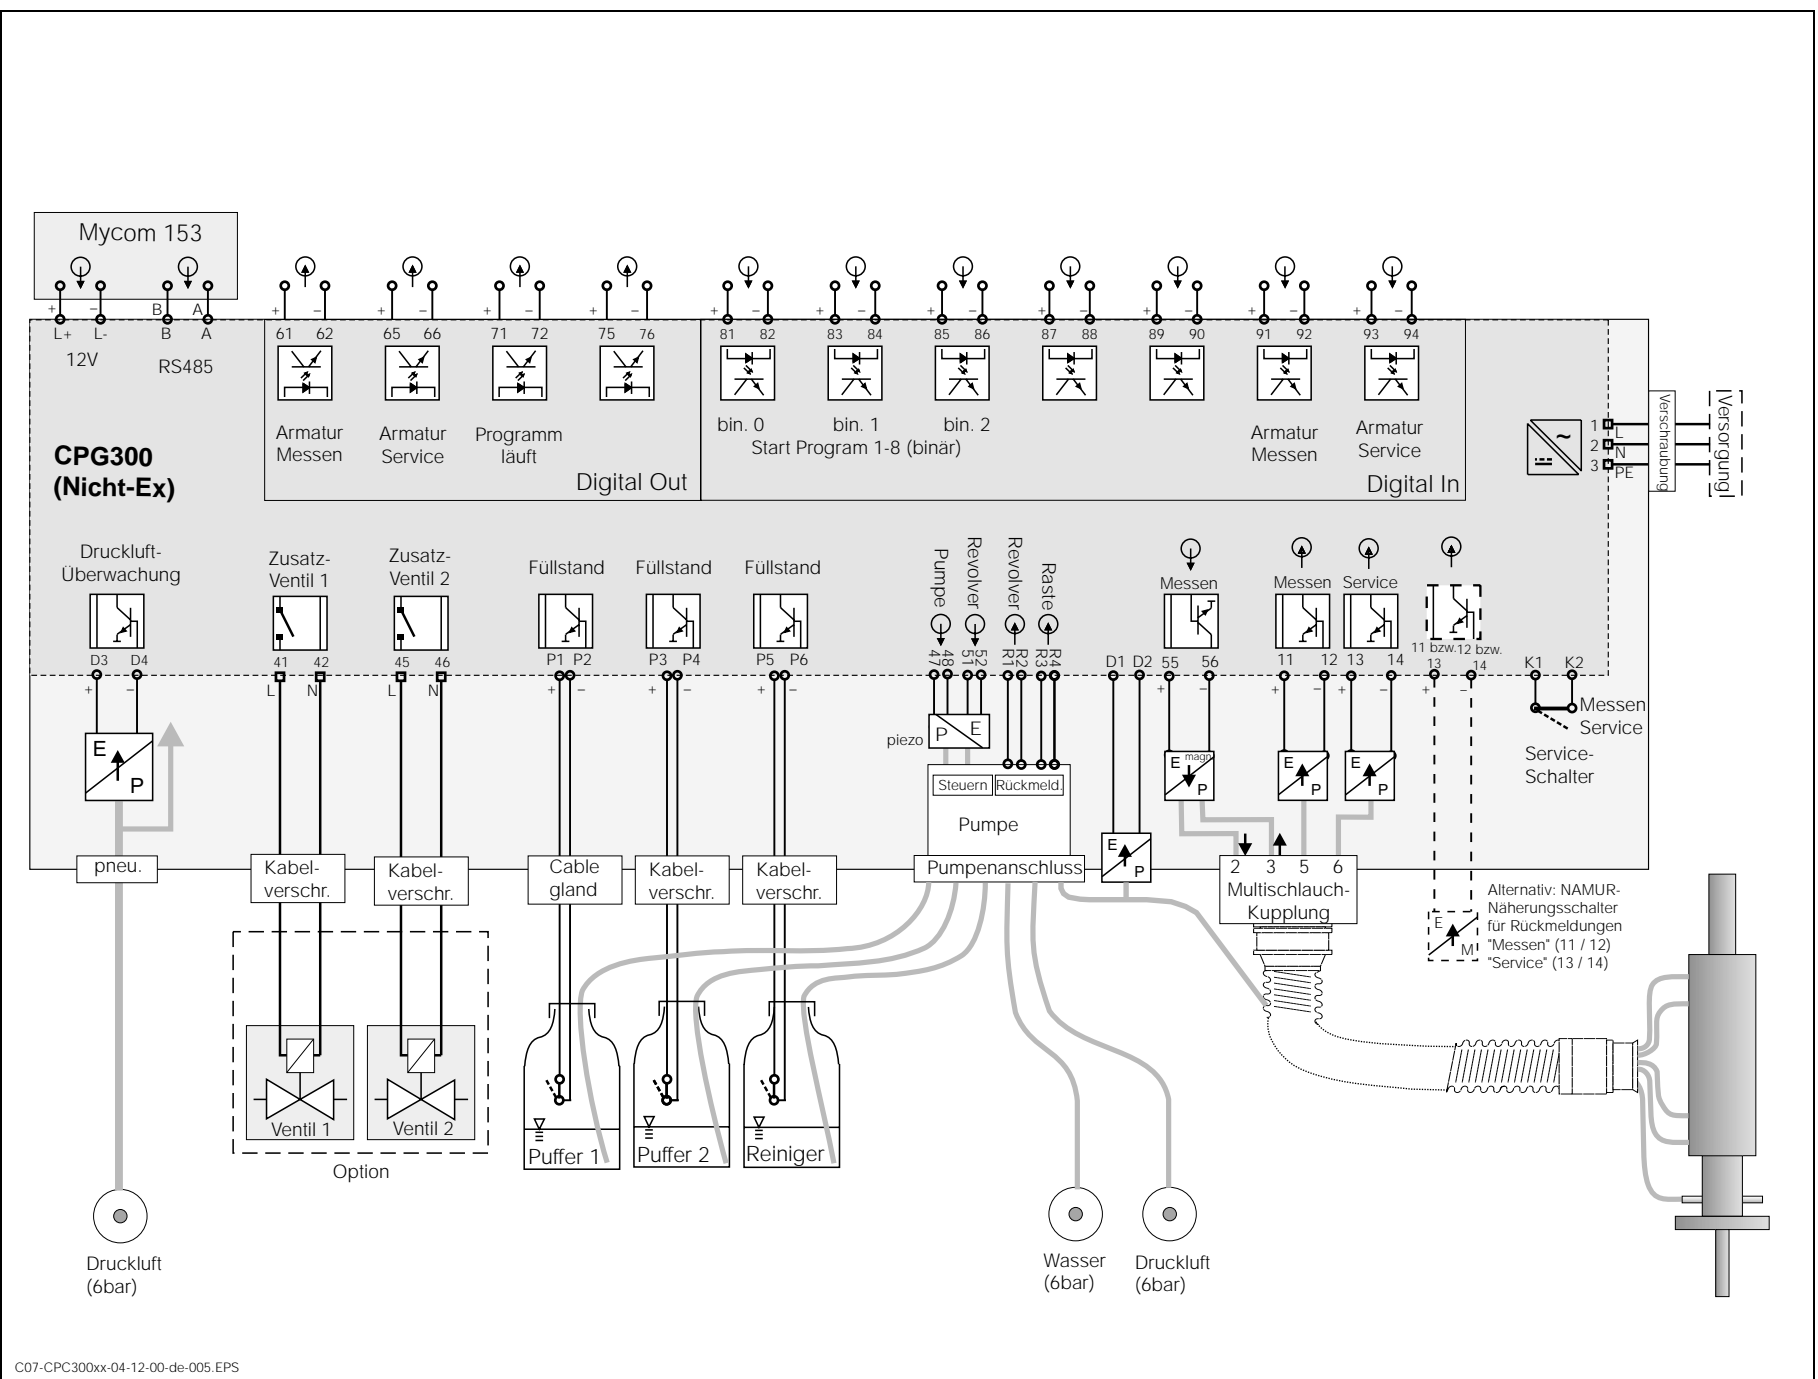 Mycom 153
+ − B A
L+ L- B A
12V RS485
+ − + − + − + −
61 62 65 66 71 72 75 76
+ − + − + − + − + − + − + −
81 82 83 84 85 86 87 88 89 90 91 92 93 94
Armatur
Messen
Armatur
Service
Programm
läuft
Digital Out
bin. 0 bin. 1 bin. 2
Start Program 1-8 (binär)
Armatur
Messen
Armatur
Service
Digital In
CPG300
(Nicht-Ex)
~
1 L
2 N
3 PE
Verschraubung
Versorgung
Druckluft-
Überwachung
D3 D4
+ −
Zusatz-
Ventil 1
41 42
L N
Zusatz-
Ventil 2
45 46
L N
Füllstand
P1 P2
+ −
Füllstand
P3 P4
+ −
Füllstand
P5 P6
+ −
Pumpe
Revolver
Revolver
Raste
47 48 51 52 R1 R2 R3 R4
D1 D2
Messen
55 56
+ −
Messen
11 12
+ −
Service
13 14
+ −
11 bzw. 12 bzw.
13 14
+ −
K1 K2
Messen
Service
Service-
Schalter
E
P
piezo
P E
Steuern Rückmeld.
Pumpe
E magn.
P
E
P
E
P
E
P
pneu.
Kabel-
verschr.
Kabel-
verschr.
Cable
gland
Kabel-
verschr.
Kabel-
verschr.
Pumpenanschluss
2 3 5 6
Multischlauch-
Kupplung
E
M
Alternativ: NAMUR-
Näherungsschalter
für Rückmeldungen
"Messen" (11 / 12)
"Service" (13 / 14)
Ventil 1
Ventil 2
Option
Puffer 1
Puffer 2
Reiniger
Druckluft
(6bar)
Wasser
(6bar)
Druckluft
(6bar)
C07-CPC300xx-04-12-00-de-005.EPS